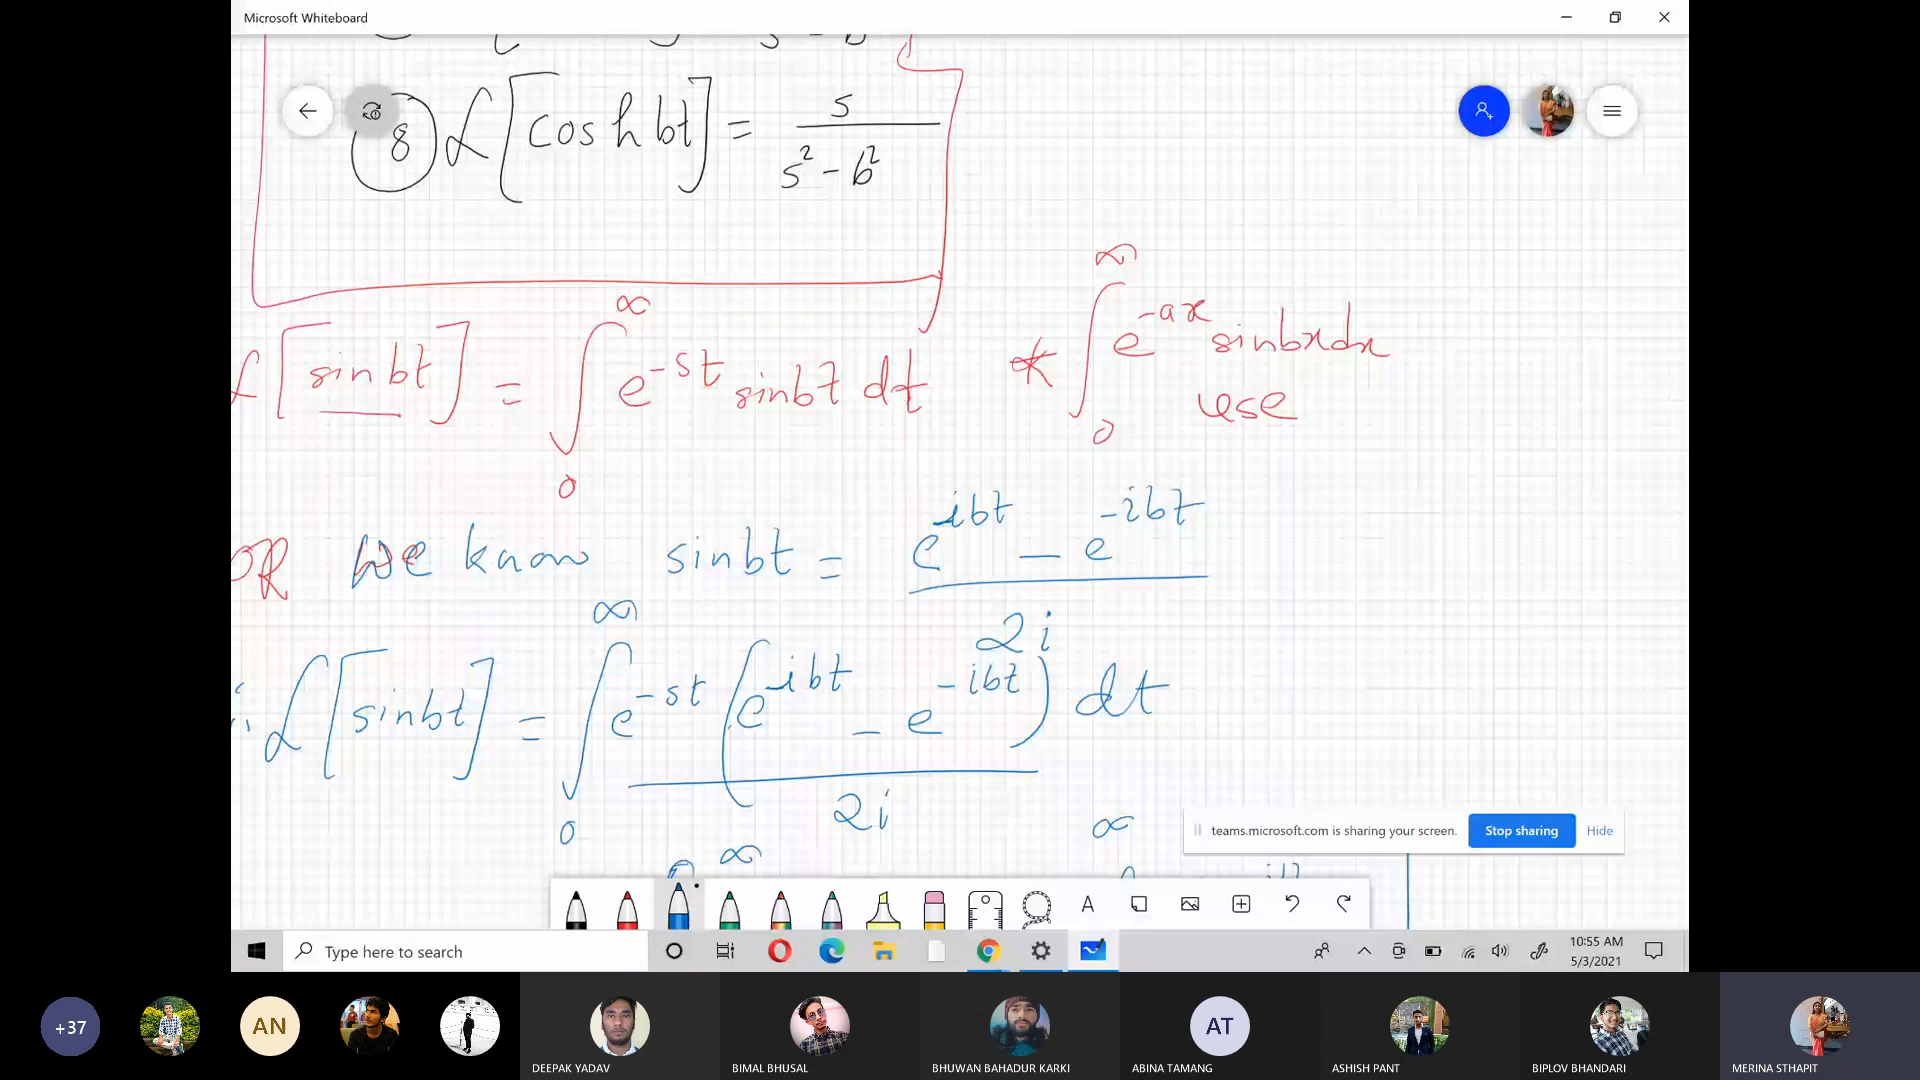 Microsoft Whiteboard
8 ℒ[cos h bt] = s / s² - b²
ℒ[sin bt] = ∫₀^∞ e^-st sin bt dt
* ∫₀^∞ e^-ax sin bx dx
use
OR We know sin bt = e^ibt - e^-ibt / 2i
∴ ℒ[sin bt] = ∫₀^∞ e^-st (e^ibt - e^-ibt) / 2i dt
∞ ∞
teams.microsoft.com is sharing your screen. Stop sharing Hide
A
Type here to search
10:55 AM
5/3/2021
+37
AN
AT
DEEPAK YADAV
BIMAL BHUSAL
BHUWAN BAHADUR KARKI
ABINA TAMANG
ASHISH PANT
BIPLOV BHANDARI
MERINA STHAPIT